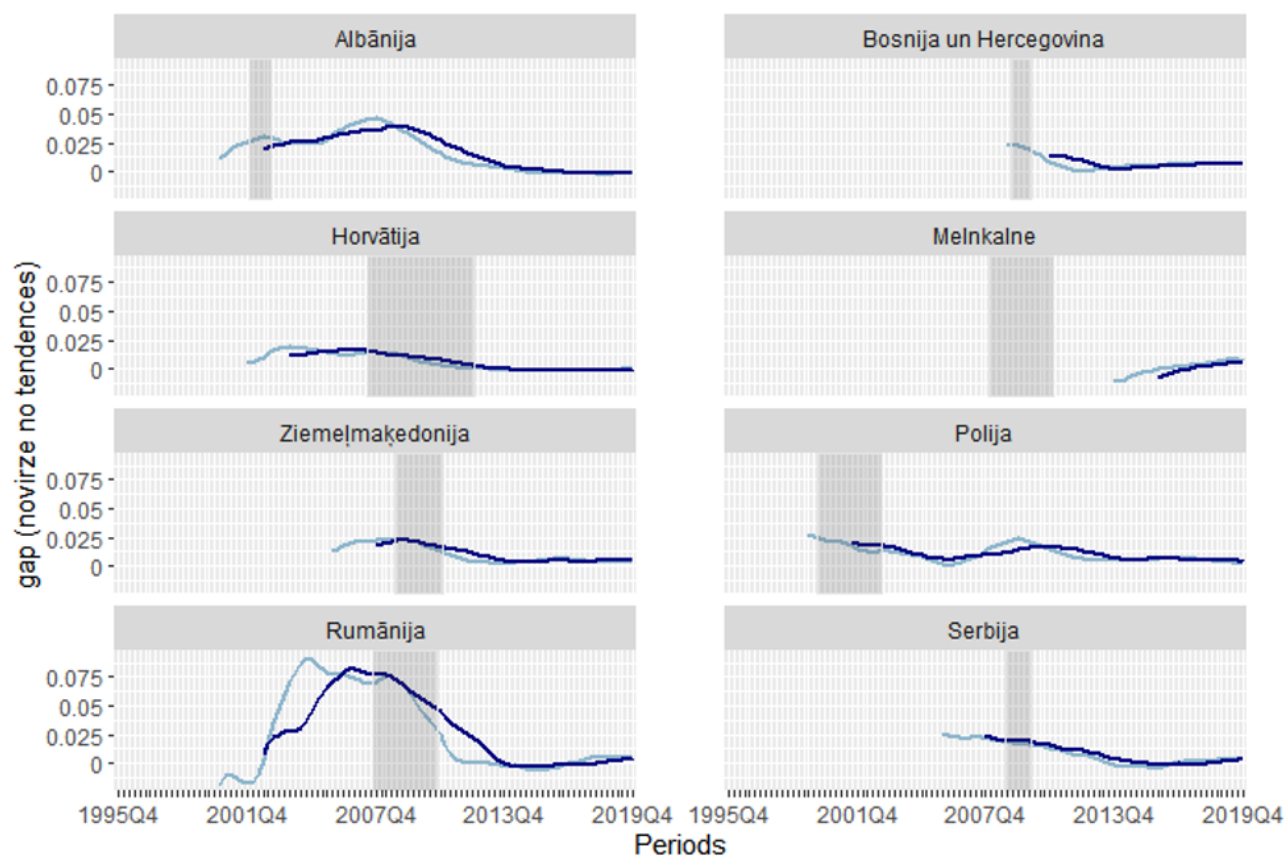 Albānija
Bosnija un Hercegovina
0.075
0.05
0.025
0
Horvātija
Melnkalne
0.075
0.05
0.025
0
gap (novirze no tendences)
Ziemeļmaķedonija
Polija
0.075
0.05
0.025
0
Rumānija
Serbija
0.075
0.05
0.025
0
1995Q4 2001Q4 2007Q4 2013Q4 2019Q4
1995Q4 2001Q4 2007Q4 2013Q4 2019Q4
Periods